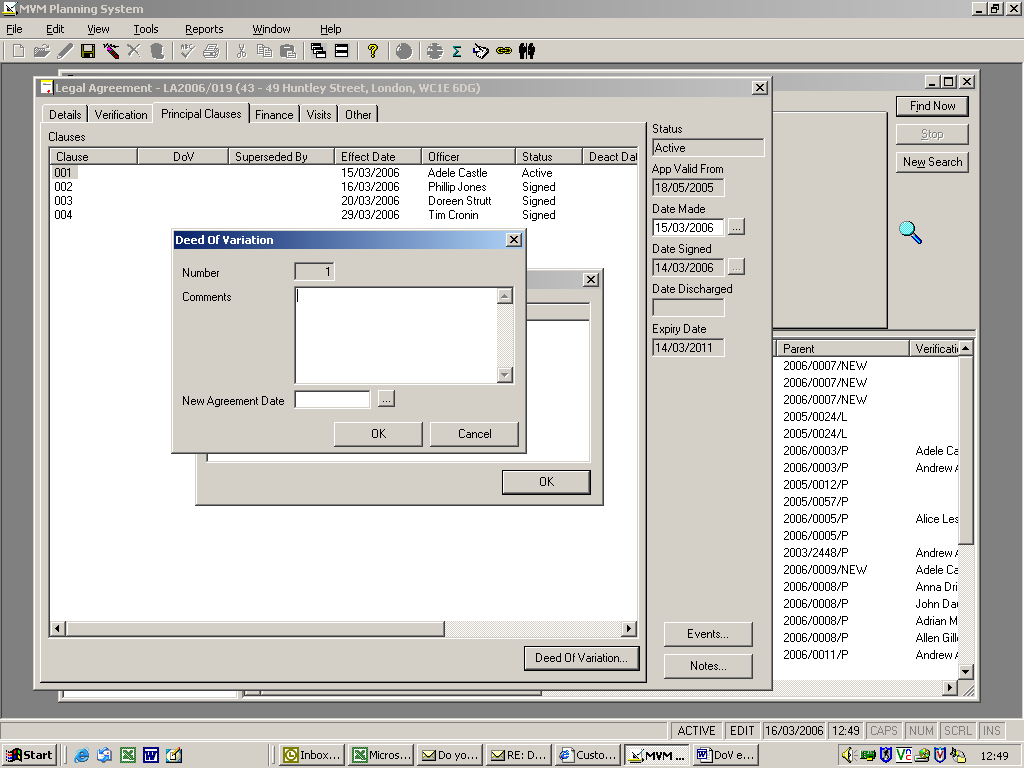 MVM Planning System
File Edit View Tools Reports Window Help
Legal Agreement - LA2006/019 (43 - 49 Huntley Street, London, WC1E 6DG)
Details Verification Principal Clauses Finance Visits Other
Clauses
Clause DoV Superseded By Effect Date Officer Status Deact Dat
001 15/03/2006 Adele Castle Active
002 16/03/2006 Phillip Jones Signed
003 20/03/2006 Doreen Strutt Signed
004 29/03/2006 Tim Cronin Signed
Deed Of Variation
Number 1
Comments
New Agreement Date ...
OK Cancel
OK
Deed Of Variation...
Status
Active
App Valid From
18/05/2005
Date Made
15/03/2006 ...
Date Signed
14/03/2006 ...
Date Discharged
Expiry Date
14/03/2011
Events...
Notes...
Find Now
Stop
New Search
Parent Verificati
2006/0007/NEW
2006/0007/NEW
2006/0007/NEW
2005/0024/L
2005/0024/L
2006/0003/P Adele Ca
2006/0003/P Andrew A
2005/0012/P
2005/0057/P
2006/0005/P Alice Les
2006/0005/P
2003/2448/P Andrew A
2006/0009/NEW Adele Ca
2006/0008/P Anna Dri
2006/0008/P John Dau
2006/0008/P Adrian M
2006/0008/P Allen Gill
2006/0011/P Andrew A
ACTIVE EDIT 16/03/2006 12:49 CAPS NUM SCRL INS
Start Inbox... Micros... Do yo... RE: D... Custo... MVM ... DoV e... 12:49